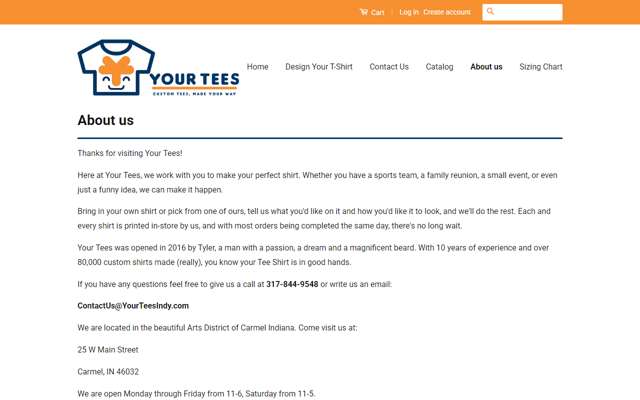 Cart | Log in Create account
YOUR TEES
CUSTOM TEES, MADE YOUR WAY
Home Design Your T-Shirt Contact Us Catalog About us Sizing Chart
About us
Thanks for visiting Your Tees!
Here at Your Tees, we work with you to make your perfect shirt. Whether you have a sports team, a family reunion, a small event, or even
just a funny idea, we can make it happen.
Bring in your own shirt or pick from one of ours, tell us what you'd like on it and how you'd like it to look, and we'll do the rest. Each and
every shirt is printed in-store by us, and with most orders being completed the same day, there's no long wait.
Your Tees was opened in 2016 by Tyler, a man with a passion, a dream and a magnificent beard. With 10 years of experience and over
80,000 custom shirts made (really), you know your Tee Shirt is in good hands.
If you have any questions feel free to give us a call at 317-844-9548 or write us an email:
ContactUs@YourTeesIndy.com
We are located in the beautiful Arts District of Carmel Indiana. Come visit us at:
25 W Main Street
Carmel, IN 46032
We are open Monday through Friday from 11-6, Saturday from 11-5.